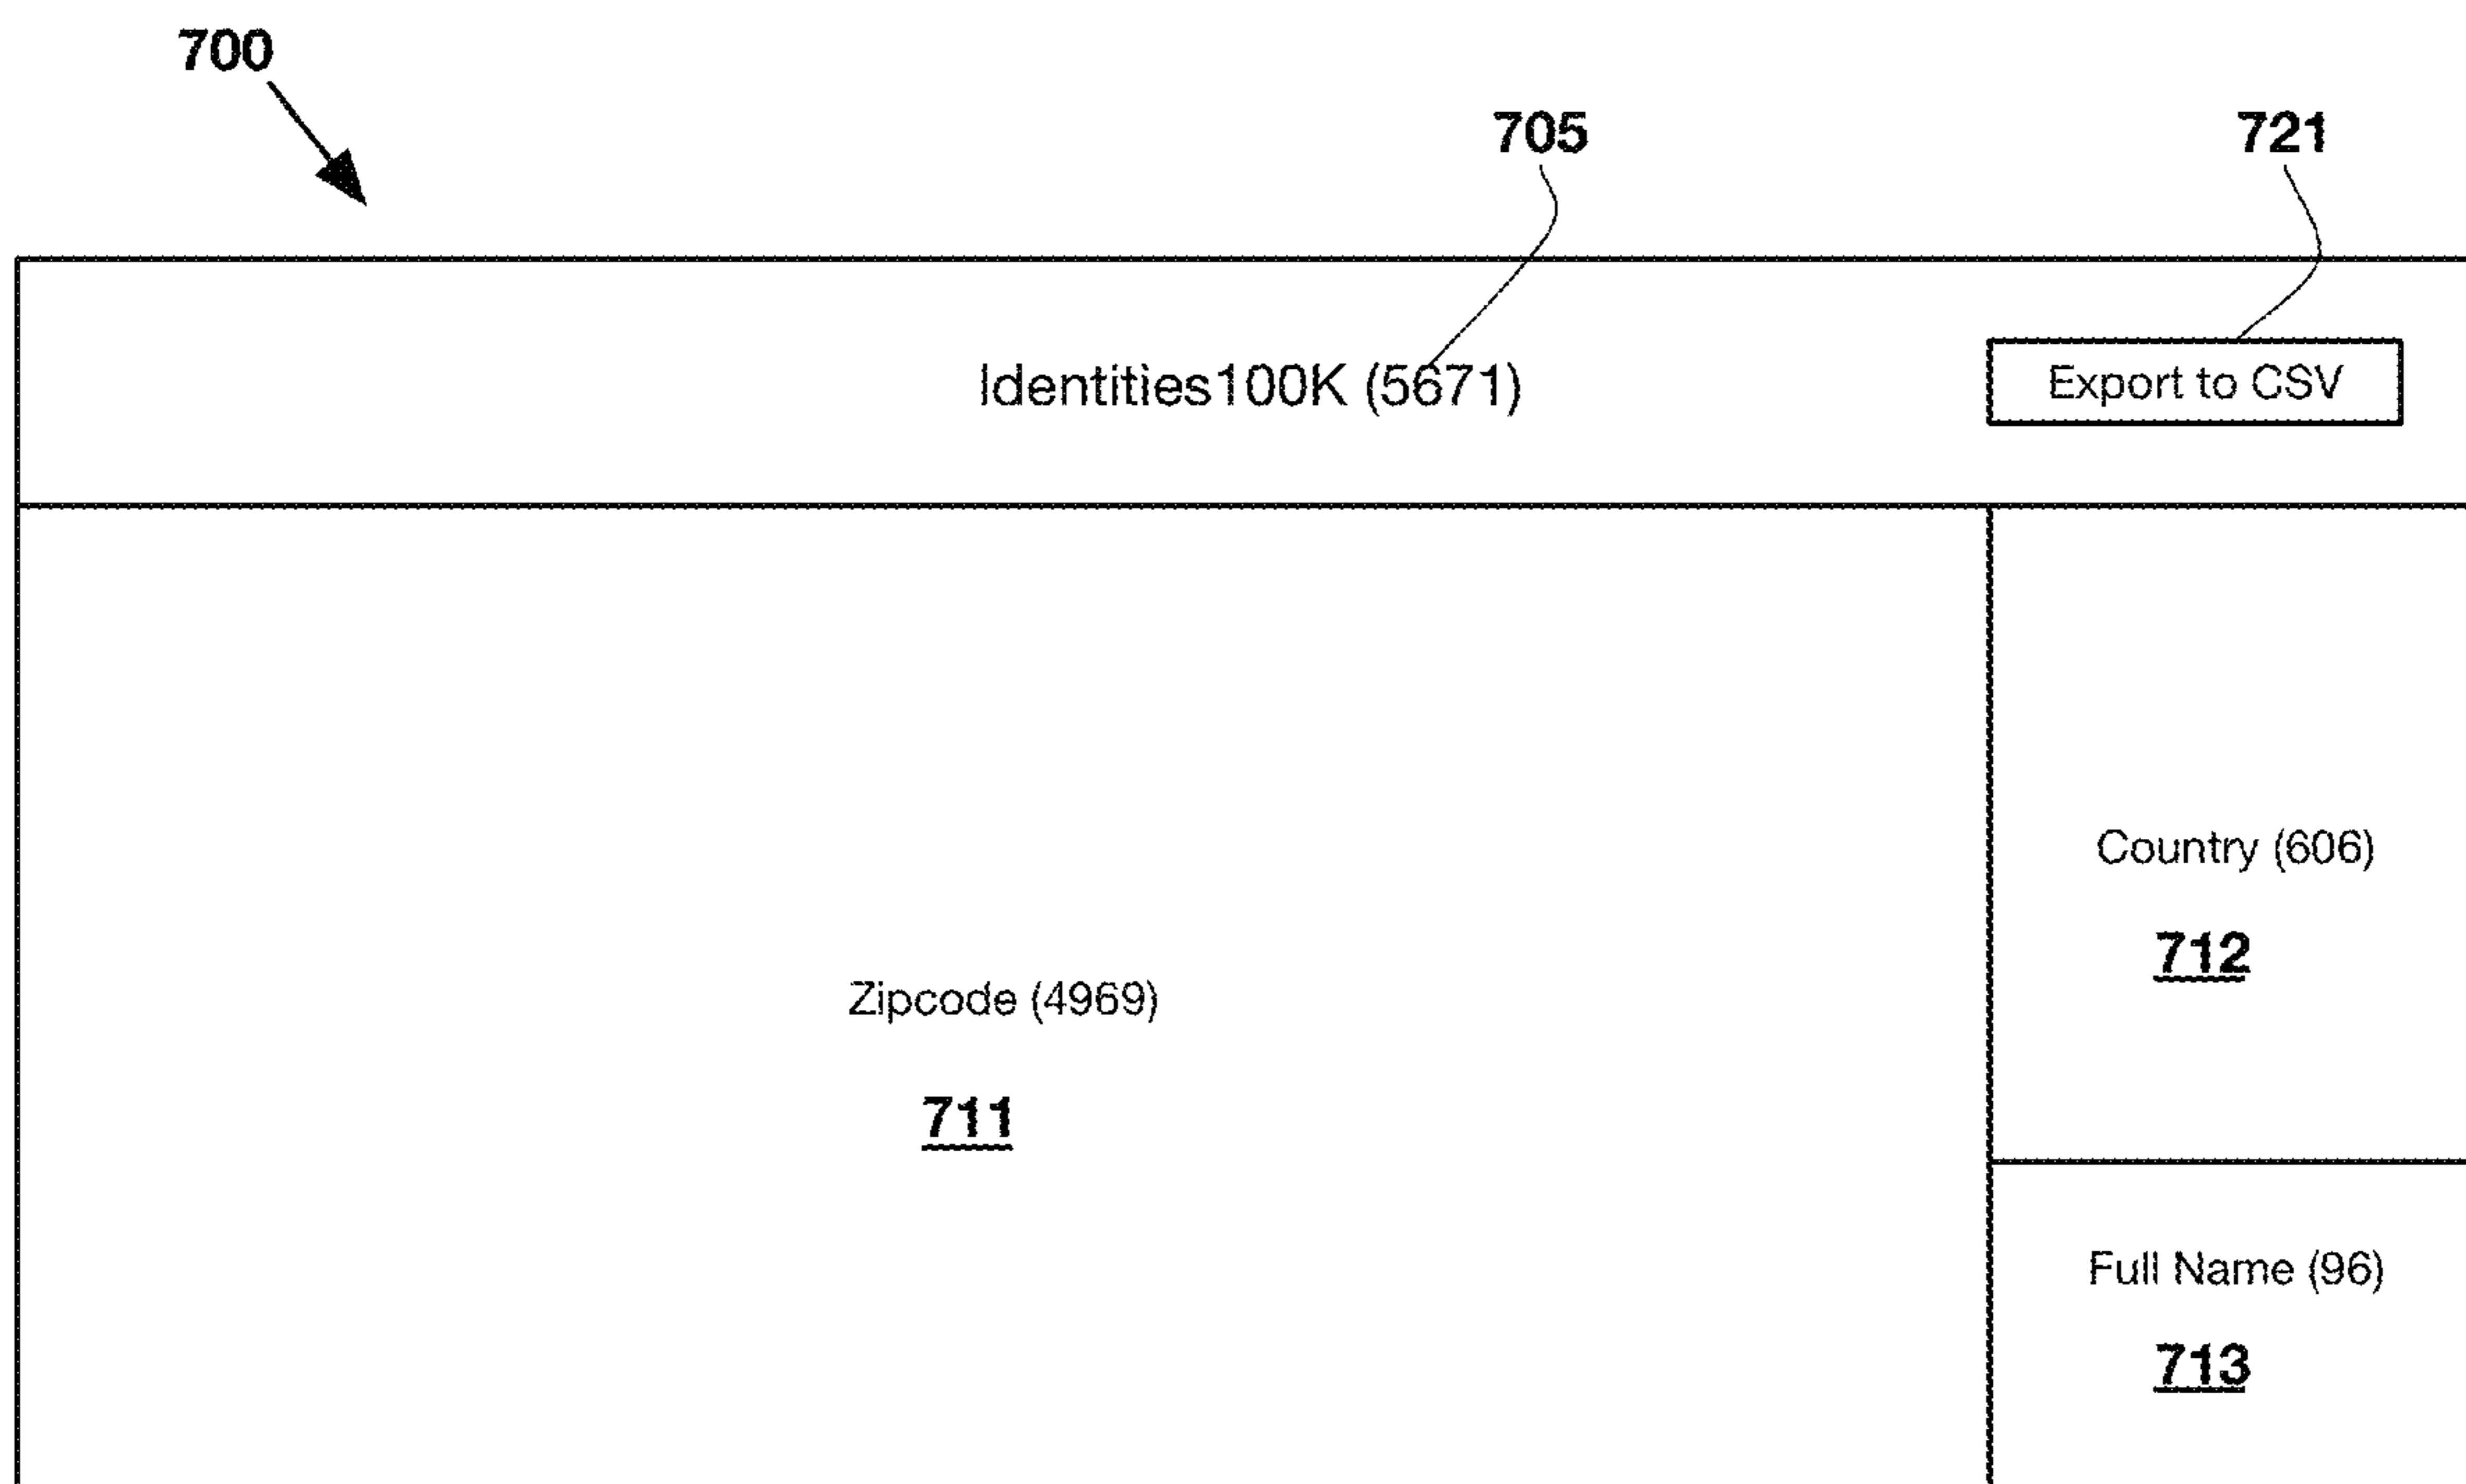 700
705
721
Identities100K (5671)
Export to CSV
Country (606)
712
Zipcode (4969)
711
Full Name (96)
713